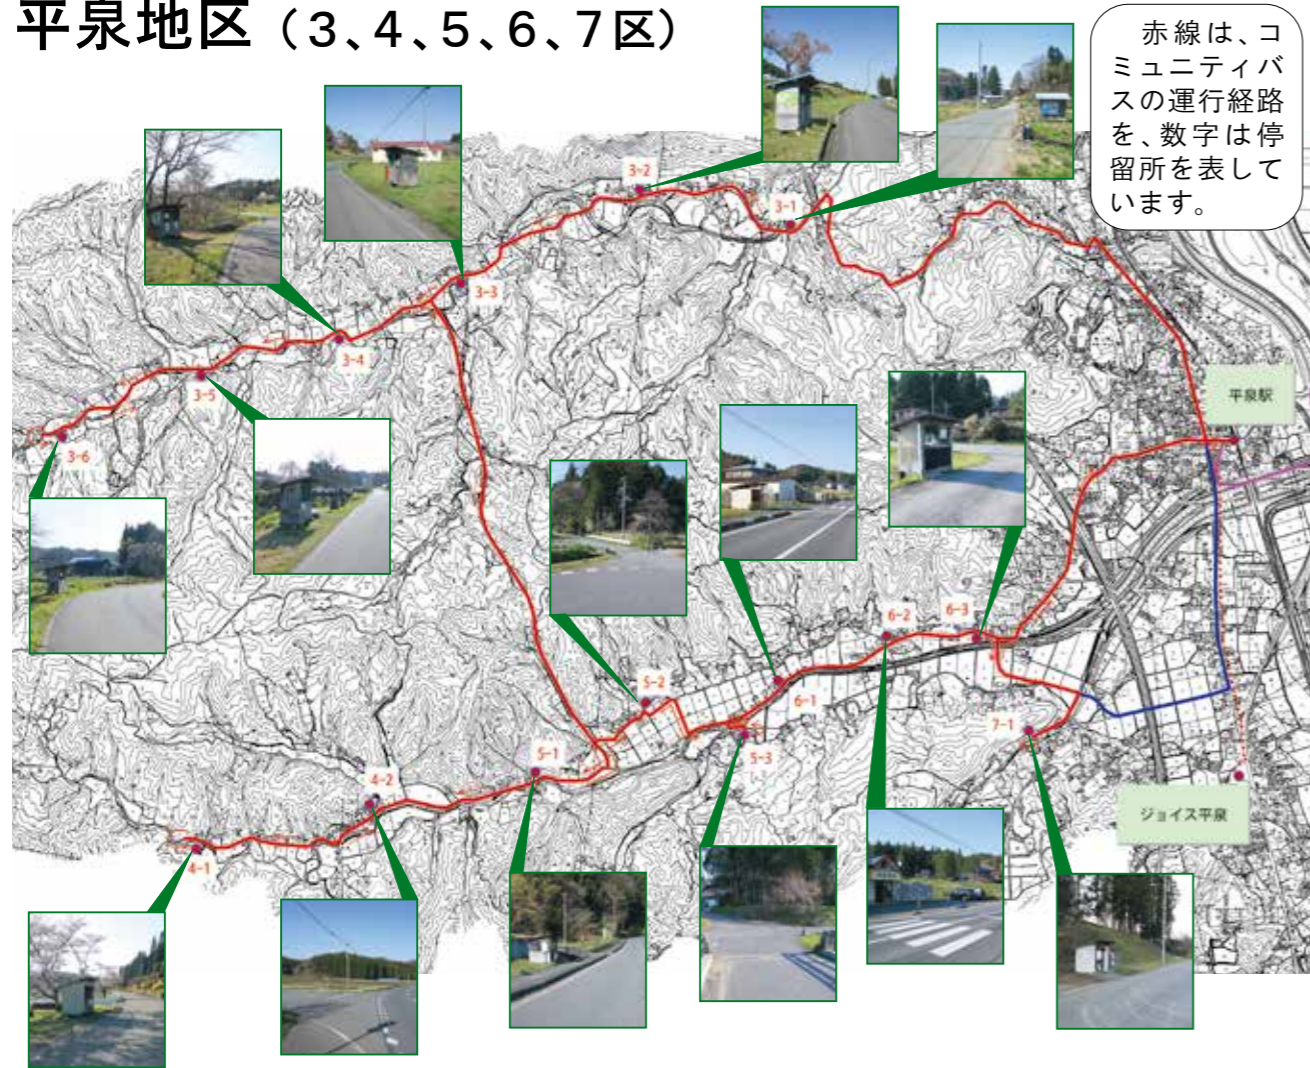 平泉地区（3、4、5、6、7区）
赤線は、コ
ミュニティバ
スの運行経路
を、数字は停
留所を表して
います。
3-2
3-1
3-3
3-4
3-5
3-6
平泉駅
6-2
6-3
5-2
6-1
7-1
5-1
5-3
4-2
ジョイス平泉
4-1